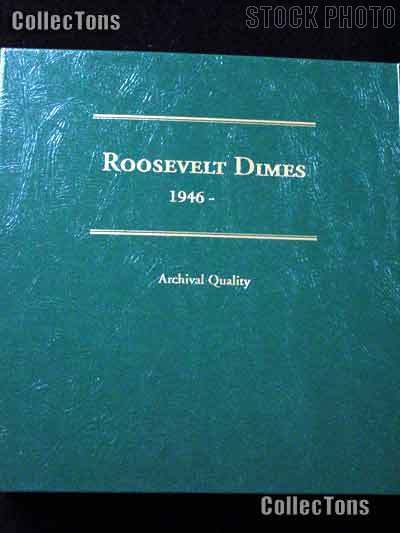 CollecTons STOCK PHOTO
ROOSEVELT DIMES
1946 -
Archival Quality
CollecTons